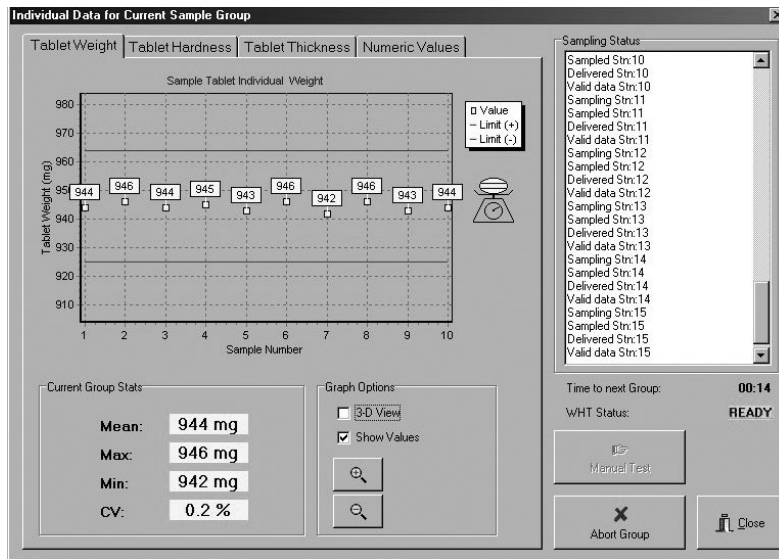 Individual Data for Current Sample Group
Tablet Weight Tablet Hardness Tablet Thickness Numeric Values
Sample Tablet Individual Weight
Tablet Weight (mg)
980
970
960
950
940
930
920
910
944 946 944 945 943 946 942 946 943 944
1 2 3 4 5 6 7 8 9 10
Sample Number
Value
Limit (+)
Limit (-)
Current Group Stats
Mean: 944 mg
Max: 946 mg
Min: 942 mg
CV: 0.2 %
Graph Options
3-D View
Show Values
Sampling Status
Sampled Stn:10
Delivered Stn:10
Valid data Stn:10
Sampling Stn:11
Sampled Stn:11
Delivered Stn:11
Valid data Stn:11
Sampling Stn:12
Sampled Stn:12
Delivered Stn:12
Valid data Stn:12
Sampling Stn:13
Sampled Stn:13
Delivered Stn:13
Valid data Stn:13
Sampling Stn:14
Sampled Stn:14
Delivered Stn:14
Valid data Stn:14
Sampling Stn:15
Sampled Stn:15
Delivered Stn:15
Valid data Stn:15
Time to next Group: 00:14
WHT Status: READY
Manual Test
Abort Group
Close